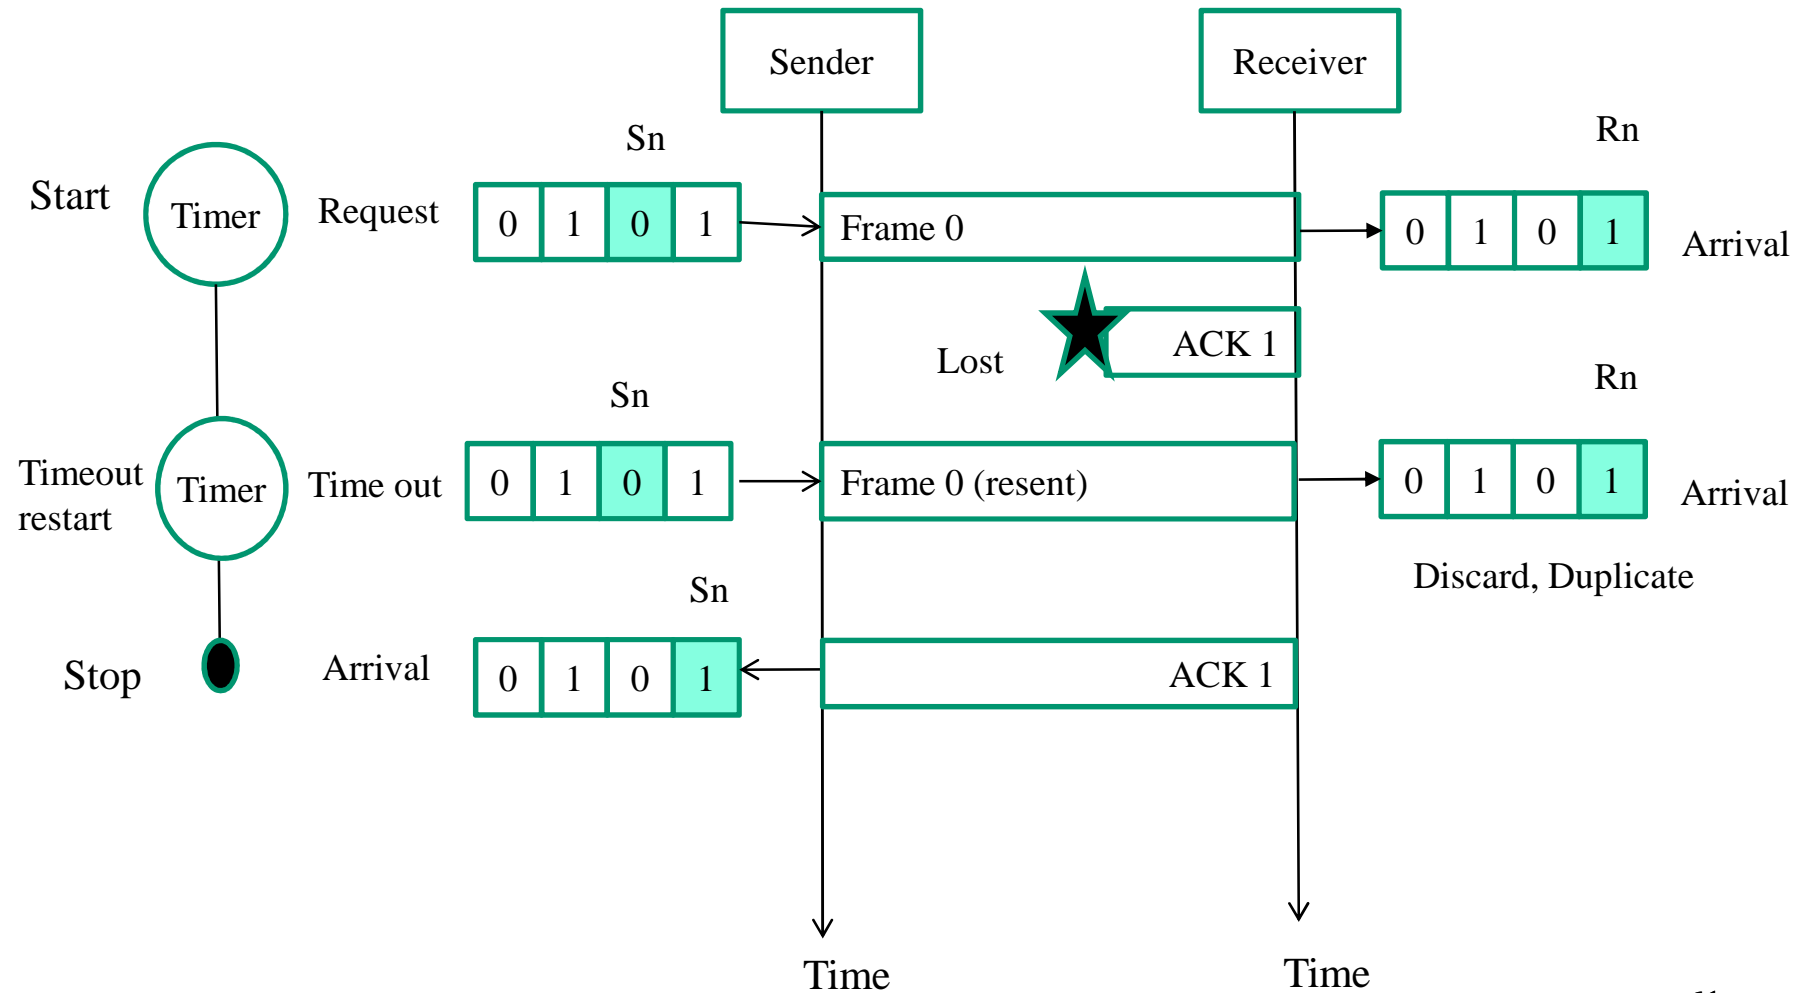 Sender
Receiver
Sn
Rn
Start
Timer
Request
0 1 0 1
Frame 0
0 1 0 1
Arrival
Lost
ACK 1
Sn
Rn
Timeout
restart
Timer
Time out
0 1 0 1
Frame 0 (resent)
0 1 0 1
Arrival
Discard, Duplicate
Sn
Stop
Arrival
0 1 0 1
ACK 1
Time
Time